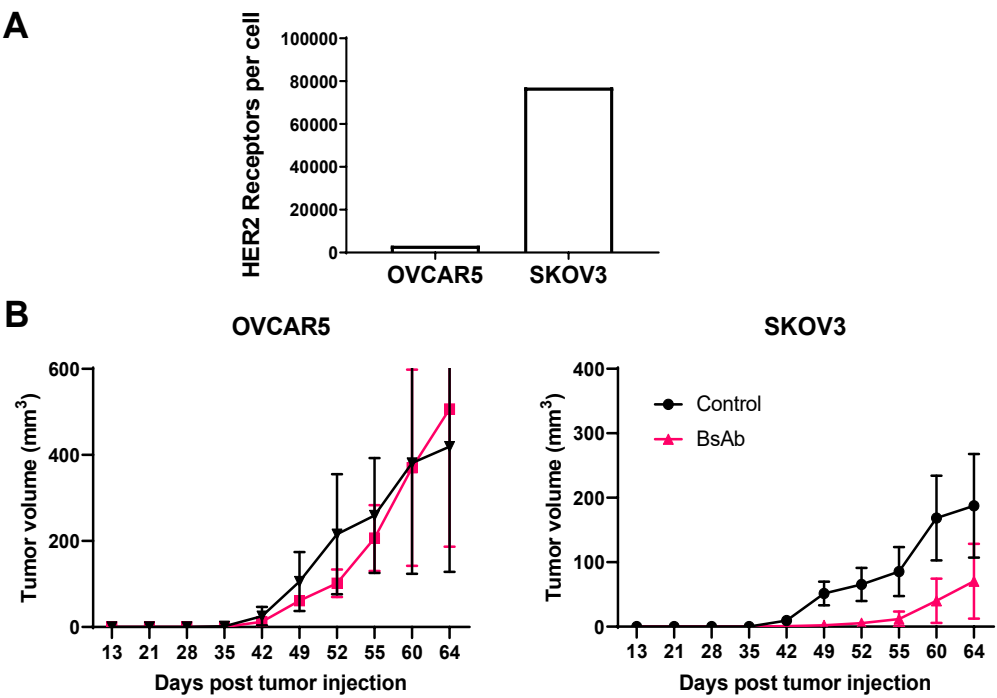 A
HER2 Receptors per cell
100000
80000
60000
40000
20000
0
OVCAR5 SKOV3
B
OVCAR5
Tumor volume (mm3)
600
400
200
0
13 21 28 35 42 49 52 55 60 64
Days post tumor injection
SKOV3
Tumor volume (mm3)
400
300
200
100
0
Control
BsAb
13 21 28 35 42 49 52 55 60 64
Days post tumor injection